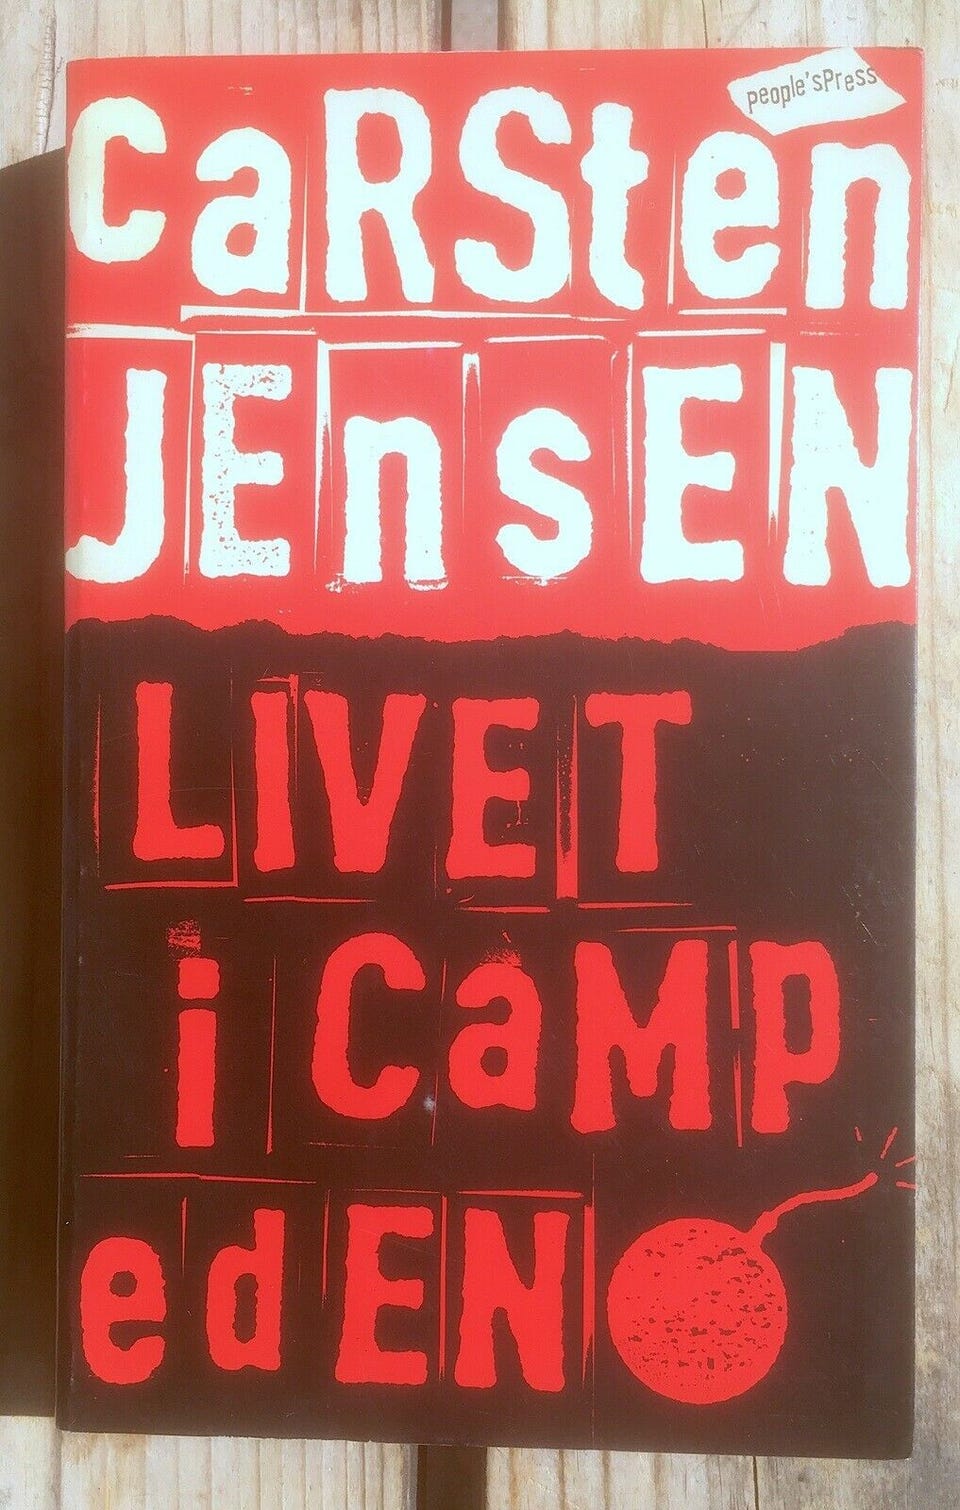 people'sPress
CaRSten
JEnsEN
LIVET
i CaMP
edEN